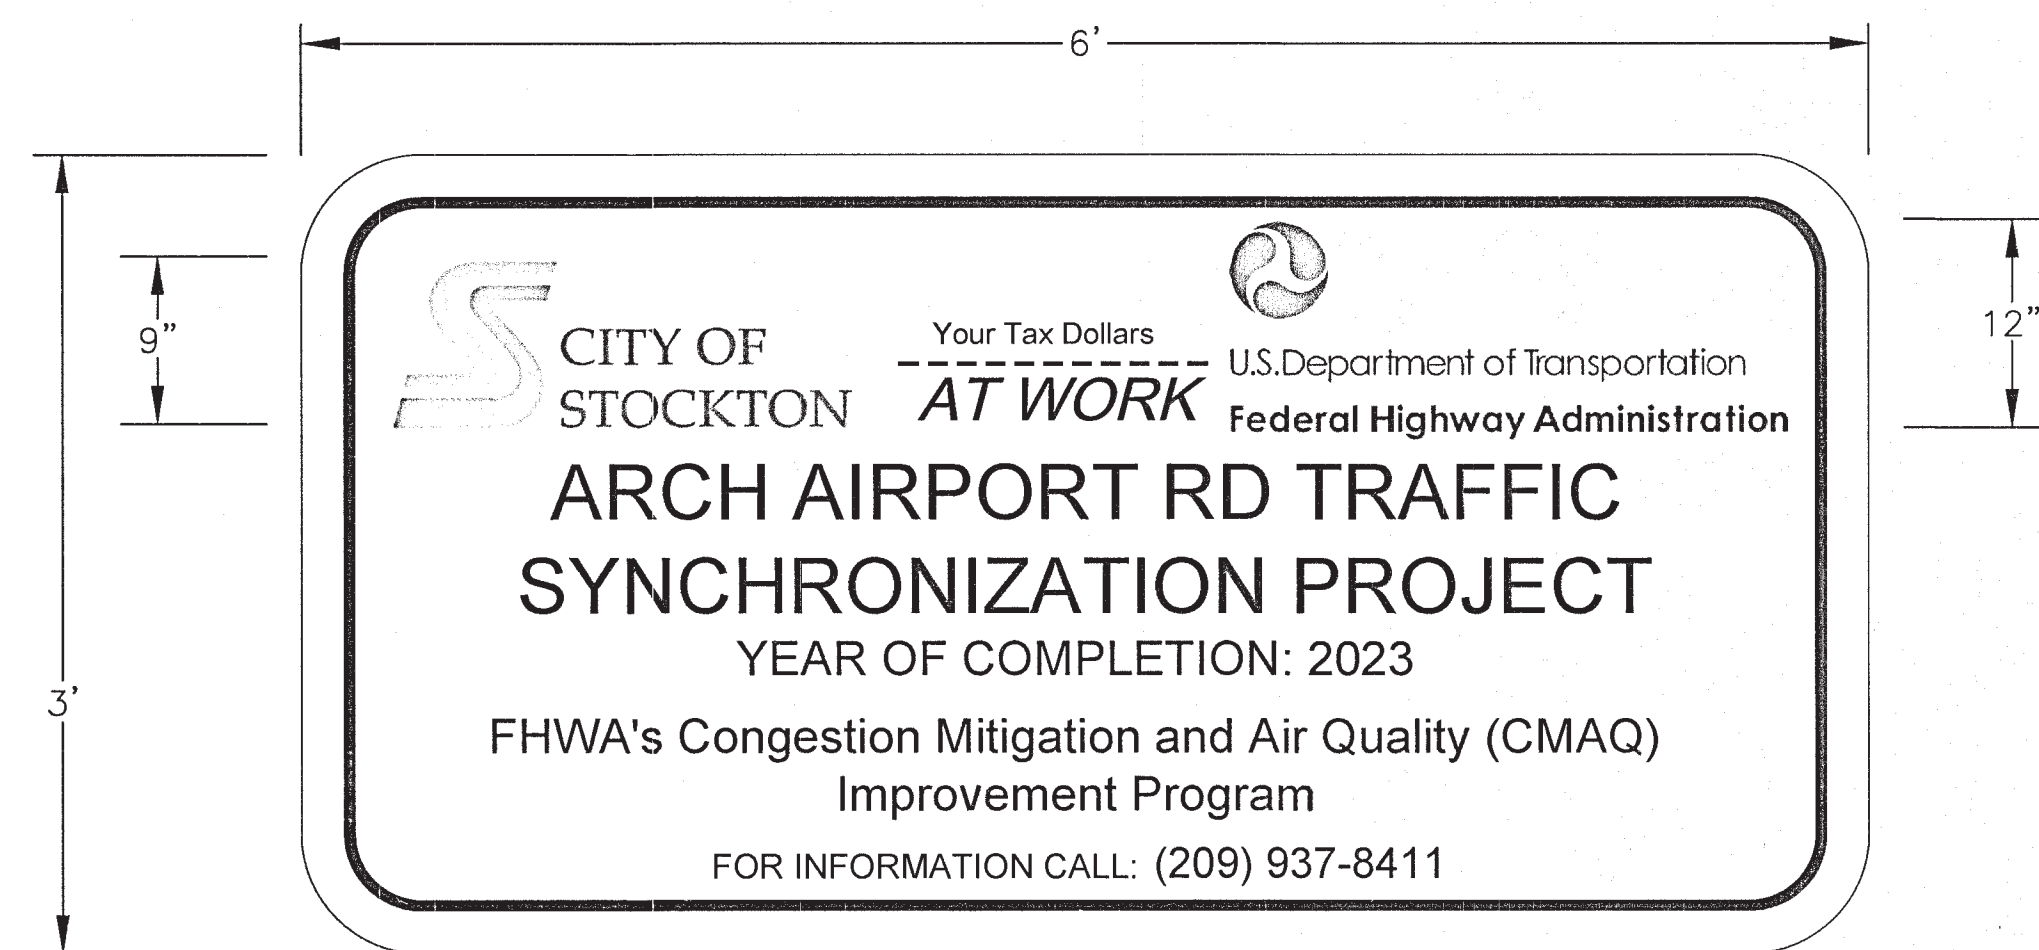 6'
3'
9"
12"
CITY OF
STOCKTON
Your Tax Dollars
AT WORK
U.S.Department of Transportation
Federal Highway Administration
ARCH AIRPORT RD TRAFFIC
SYNCHRONIZATION PROJECT
YEAR OF COMPLETION: 2023
FHWA's Congestion Mitigation and Air Quality (CMAQ)
Improvement Program
FOR INFORMATION CALL: (209) 937-8411